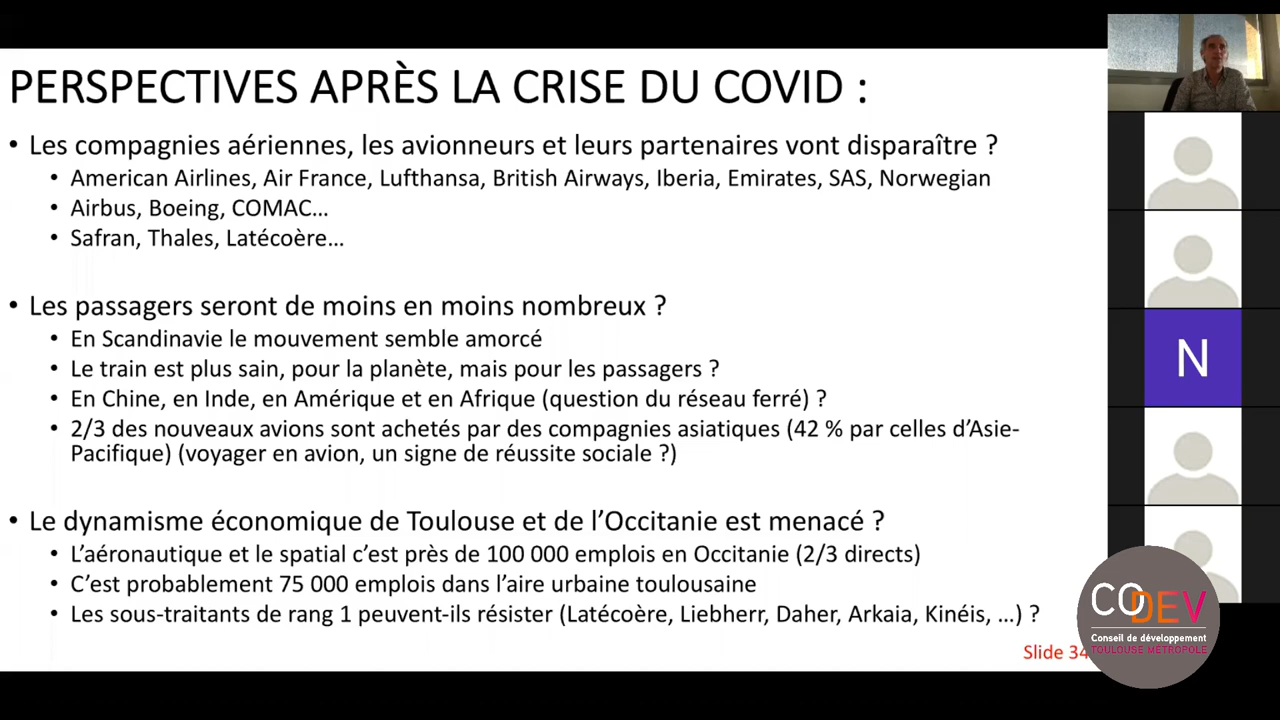 PERSPECTIVES APRÈS LA CRISE DU COVID :
• Les compagnies aériennes, les avionneurs et leurs partenaires vont disparaître ?
• American Airlines, Air France, Lufthansa, British Airways, Iberia, Emirates, SAS, Norwegian
• Airbus, Boeing, COMAC…
• Safran, Thales, Latécoère…
• Les passagers seront de moins en moins nombreux ?
• En Scandinavie le mouvement semble amorcé
• Le train est plus sain, pour la planète, mais pour les passagers ?
• En Chine, en Inde, en Amérique et en Afrique (question du réseau ferré) ?
• 2/3 des nouveaux avions sont achetés par des compagnies asiatiques (42 % par celles d’Asie-
Pacifique) (voyager en avion, un signe de réussite sociale ?)
• Le dynamisme économique de Toulouse et de l’Occitanie est menacé ?
• L’aéronautique et le spatial c’est près de 100 000 emplois en Occitanie (2/3 directs)
• C’est probablement 75 000 emplois dans l’aire urbaine toulousaine
• Les sous-traitants de rang 1 peuvent-ils résister (Latécoère, Liebherr, Daher, Arkaia, Kinéis, …) ?
Slide 34
N
CODEV
Conseil de développement
TOULOUSE MÉTROPOLE